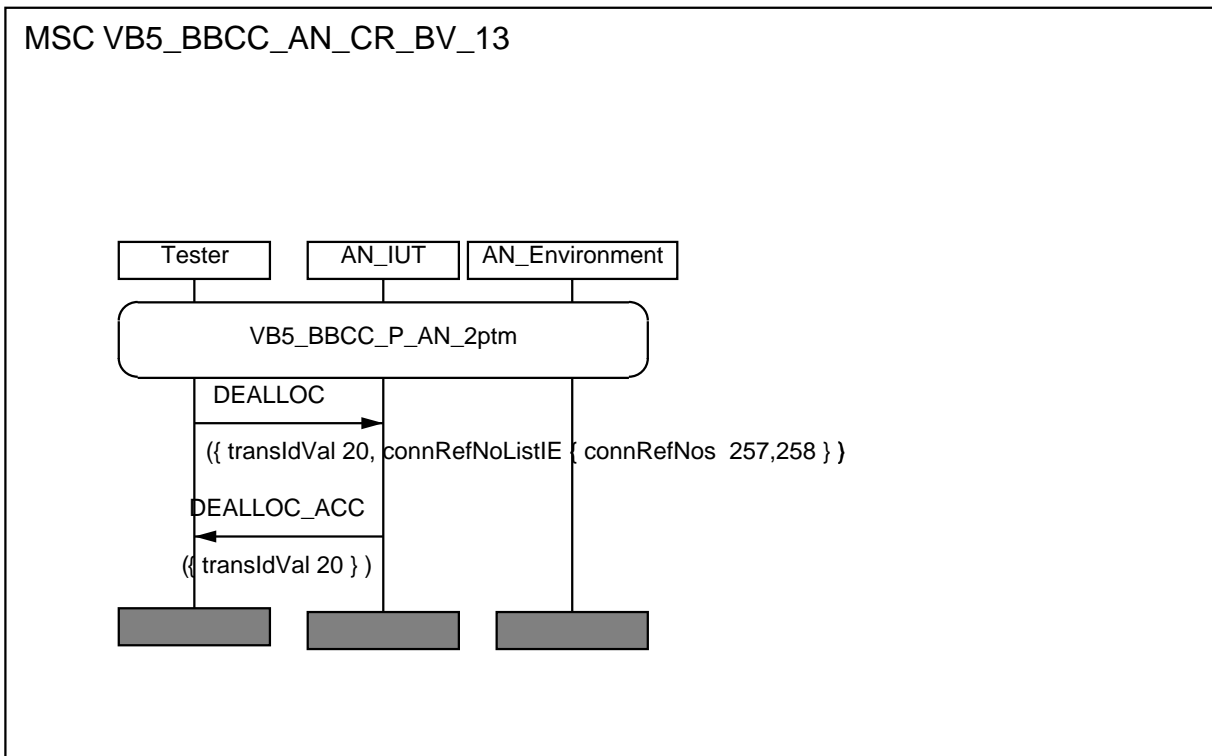 MSC VB5_BBCC_AN_CR_BV_13
Tester AN_IUT AN_Environment
VB5_BBCC_P_AN_2ptm
DEALLOC
({ transIdVal 20, connRefNoListIE { connRefNos 257,258 } )
DEALLOC_ACC
({ transIdVal 20 } )